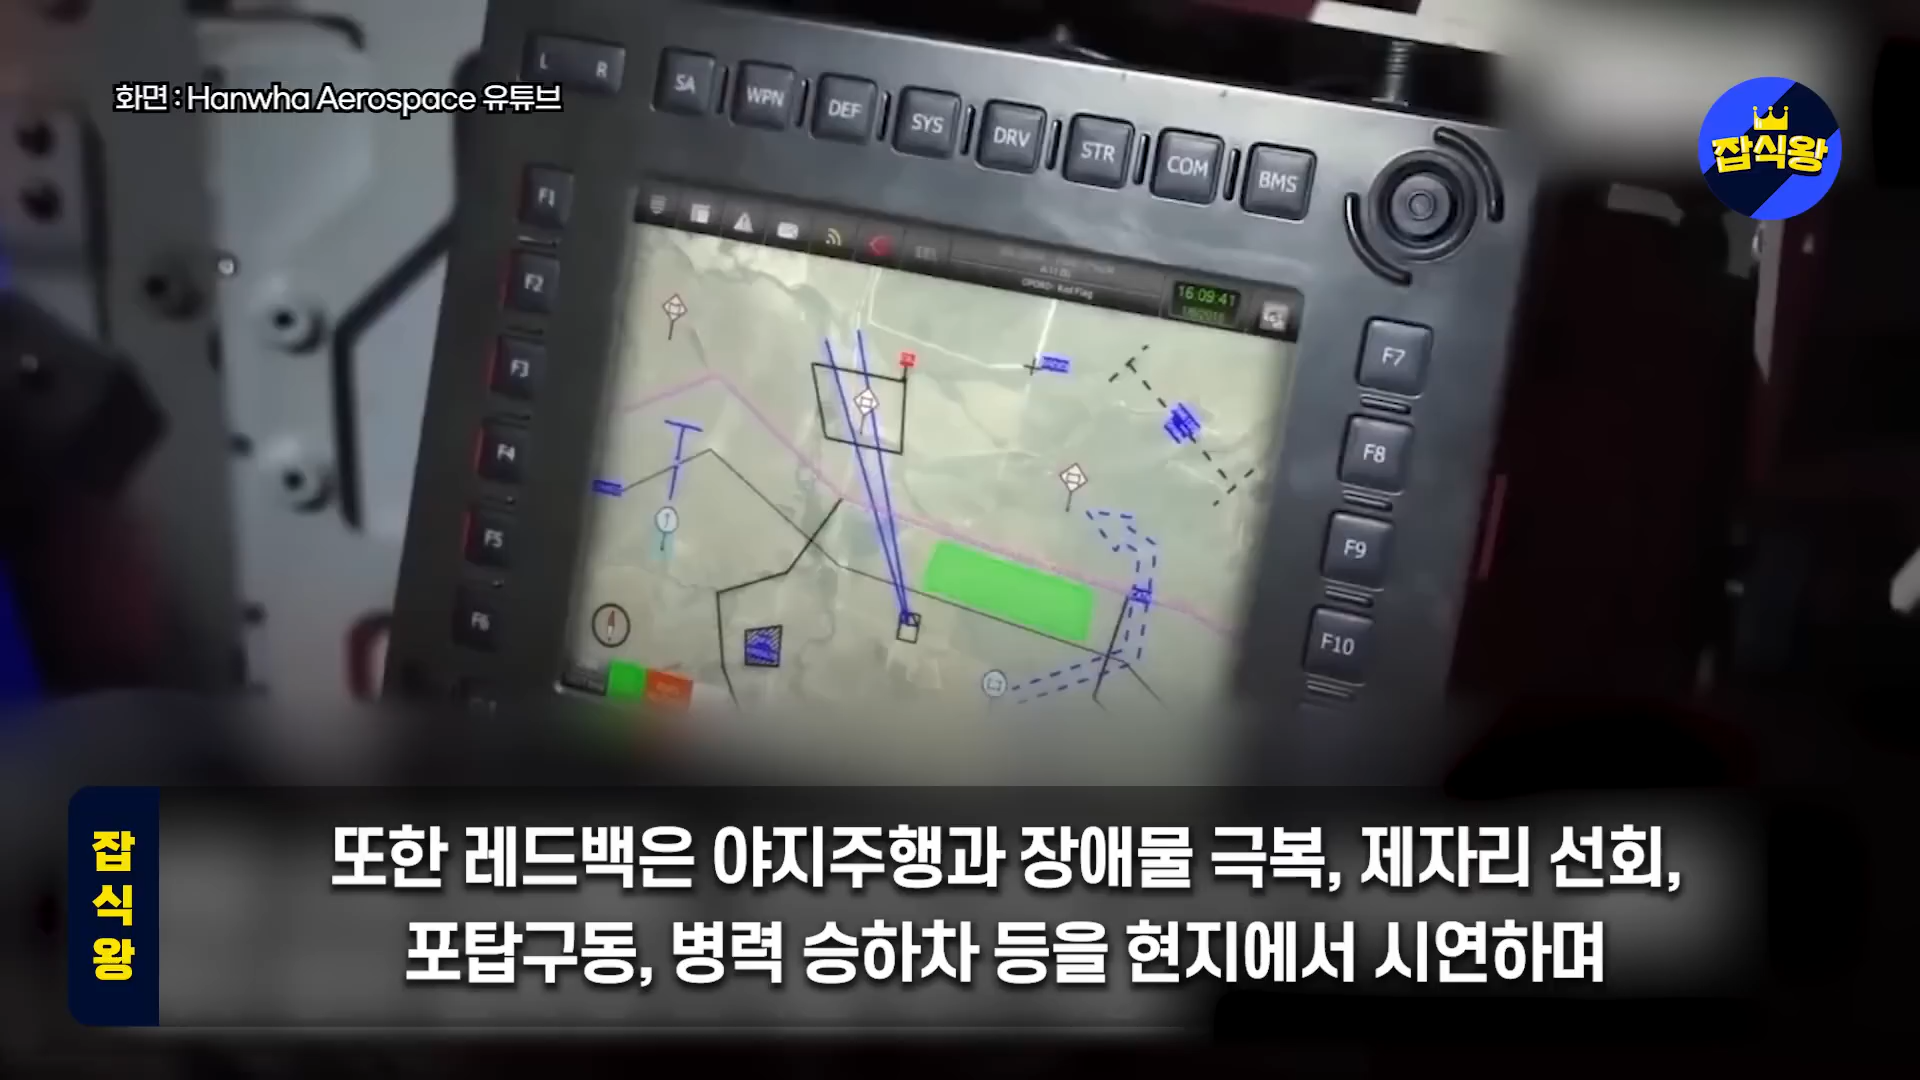 화면 : Hanwha Aerospace 유튜브
잡식왕
L R
SA WPN DEF SYS DRV STR COM BMS
F1
F2
F3
F4
F5
F6
F7
F8
F9
F10
16:09:41
잡식왕
또한 레드백은 야지주행과 장애물 극복, 제자리 선회,
포탑구동, 병력 승하차 등을 현지에서 시연하며